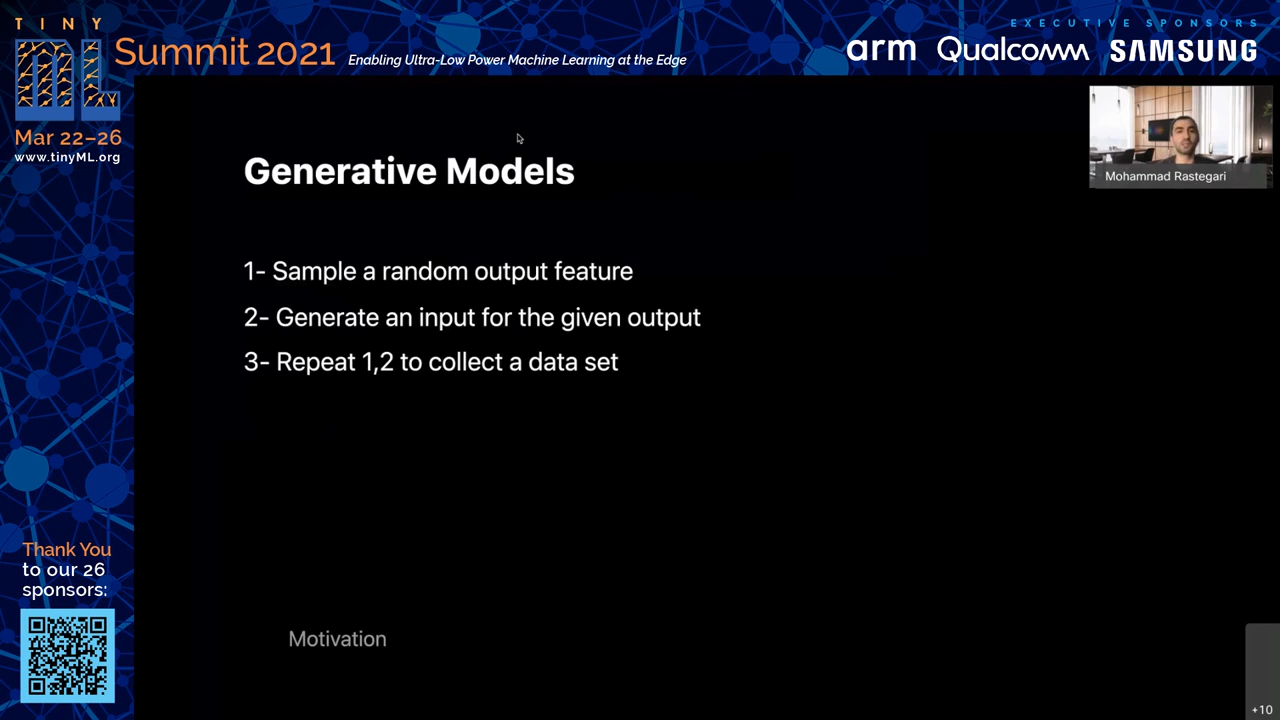 TINY
ML
Summit 2021
Enabling Ultra-Low Power Machine Learning at the Edge
EXECUTIVE SPONSORS
arm
Qualcomm
SAMSUNG
Mar 22–26
www.tinyML.org
Mohammad Rastegari
Generative Models
1- Sample a random output feature
2- Generate an input for the given output
3- Repeat 1,2 to collect a data set
Thank You
to our 26
sponsors:
Motivation
+10